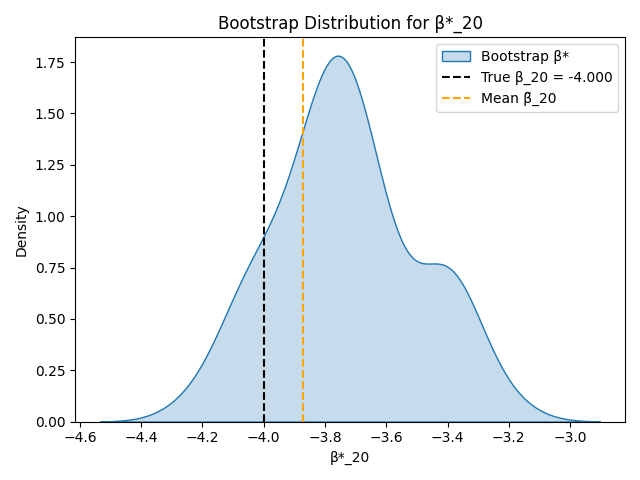 Bootstrap Distribution for β*_20
Bootstrap β*
True β_20 = -4.000
Mean β̂_20
Density
1.75
1.50
1.25
1.00
0.75
0.50
0.25
0.00
−4.6 −4.4 −4.2 −4.0 −3.8 −3.6 −3.4 −3.2 −3.0
β*_20